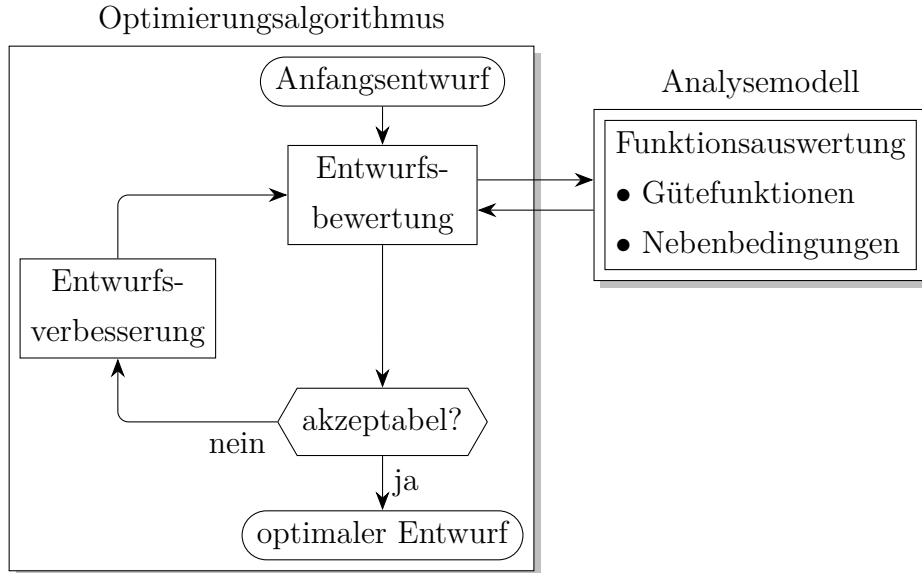 Optimierungsalgorithmus
Anfangsentwurf
Entwurfs-
bewertung
Entwurfs-
verbesserung
akzeptabel?
nein
ja
optimaler Entwurf
Analysemodell
Funktionsauswertung
• Gütefunktionen
• Nebenbedingungen